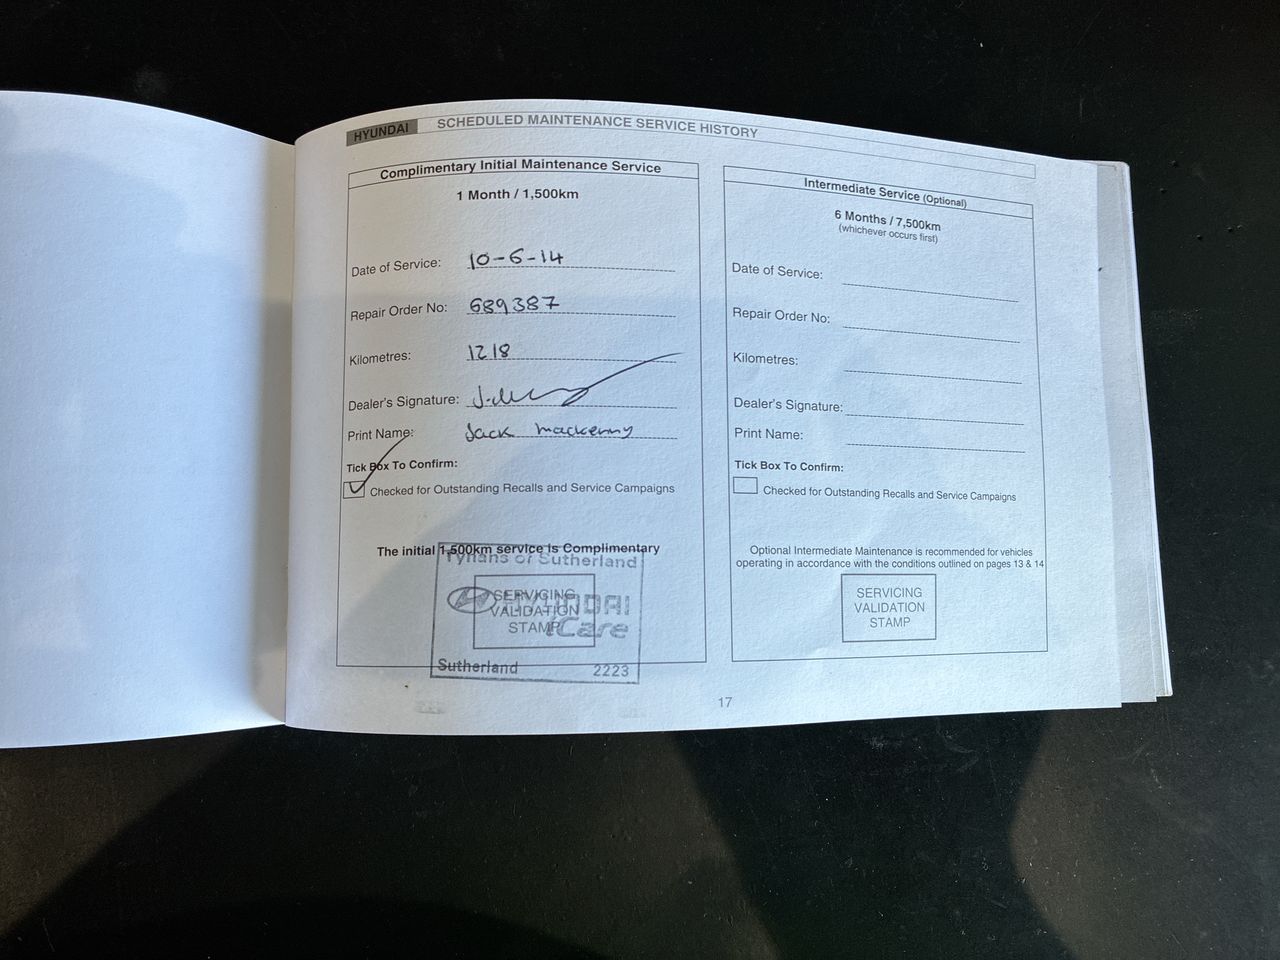 HYUNDAI SCHEDULED MAINTENANCE SERVICE HISTORY
Complimentary Initial Maintenance Service
1 Month / 1,500km
Date of Service: 10-6-14
Repair Order No: 689387
Kilometres: 1218
Dealer's Signature:
Print Name: Jack
Tick Box To Confirm:
Checked for Outstanding Recalls and Service Campaigns
The initial 1,500km service is Complimentary
Tynans of Sutherland
HYUNDAI
iCare
SERVICING
VALIDATION
STAMP
Sutherland 2223
Intermediate Service (Optional)
6 Months / 7,500km
(whichever occurs first)
Date of Service:
Repair Order No:
Kilometres:
Dealer's Signature:
Print Name:
Tick Box To Confirm:
Checked for Outstanding Recalls and Service Campaigns
Optional Intermediate Maintenance is recommended for vehicles
operating in accordance with the conditions outlined on pages 13 & 14
SERVICING
VALIDATION
STAMP
17